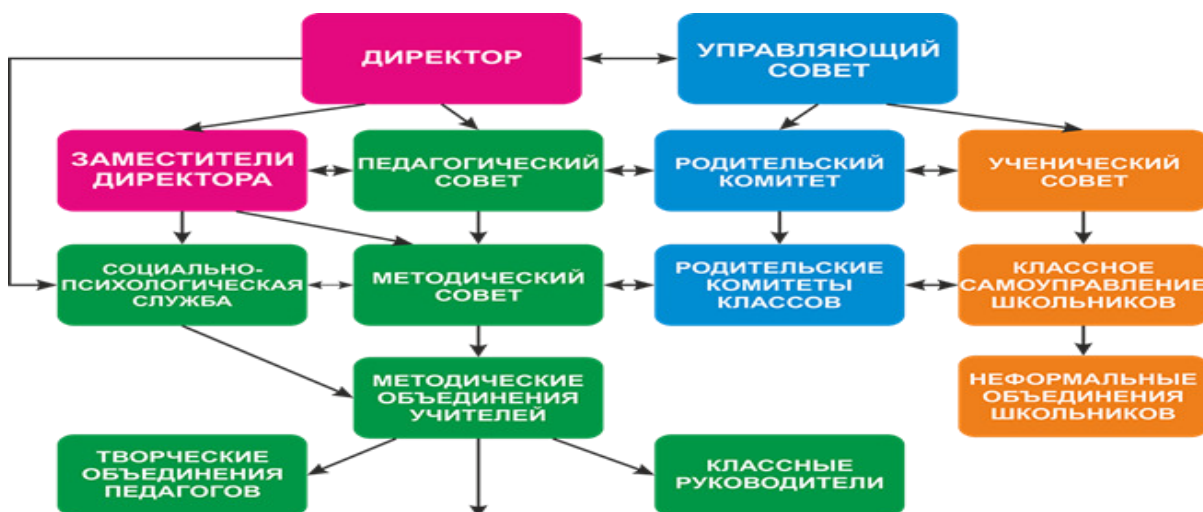 ДИРЕКТОР
УПРАВЛЯЮЩИЙ
СОВЕТ
ЗАМЕСТИТЕЛИ
ДИРЕКТОРА
ПЕДАГОГИЧЕСКИЙ
СОВЕТ
РОДИТЕЛЬСКИЙ
КОМИТЕТ
УЧЕНИЧЕСКИЙ
СОВЕТ
СОЦИАЛЬНО-
ПСИХОЛОГИЧЕСКАЯ
СЛУЖБА
МЕТОДИЧЕСКИЙ
СОВЕТ
РОДИТЕЛЬСКИЕ
КОМИТЕТЫ
КЛАССОВ
КЛАССНОЕ
САМОУПРАВЛЕНИЕ
ШКОЛЬНИКОВ
МЕТОДИЧЕСКИЕ
ОБЪЕДИНЕНИЯ
УЧИТЕЛЕЙ
НЕФОРМАЛЬНЫЕ
ОБЪЕДИНЕНИЯ
ШКОЛЬНИКОВ
ТВОРЧЕСКИЕ
ОБЪЕДИНЕНИЯ
ПЕДАГОГОВ
КЛАССНЫЕ
РУКОВОДИТЕЛИ